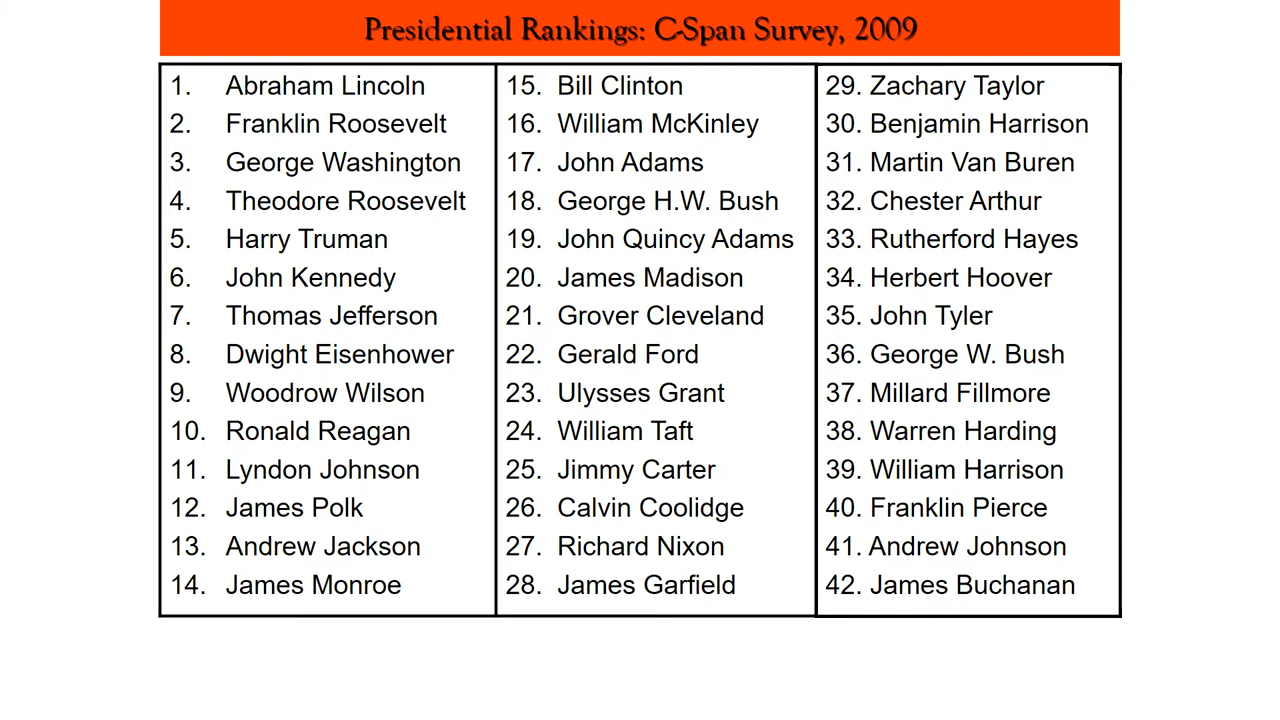 Presidential Rankings: C-Span Survey, 2009
1. Abraham Lincoln
2. Franklin Roosevelt
3. George Washington
4. Theodore Roosevelt
5. Harry Truman
6. John Kennedy
7. Thomas Jefferson
8. Dwight Eisenhower
9. Woodrow Wilson
10. Ronald Reagan
11. Lyndon Johnson
12. James Polk
13. Andrew Jackson
14. James Monroe
15. Bill Clinton
16. William McKinley
17. John Adams
18. George H.W. Bush
19. John Quincy Adams
20. James Madison
21. Grover Cleveland
22. Gerald Ford
23. Ulysses Grant
24. William Taft
25. Jimmy Carter
26. Calvin Coolidge
27. Richard Nixon
28. James Garfield
29. Zachary Taylor
30. Benjamin Harrison
31. Martin Van Buren
32. Chester Arthur
33. Rutherford Hayes
34. Herbert Hoover
35. John Tyler
36. George W. Bush
37. Millard Fillmore
38. Warren Harding
39. William Harrison
40. Franklin Pierce
41. Andrew Johnson
42. James Buchanan